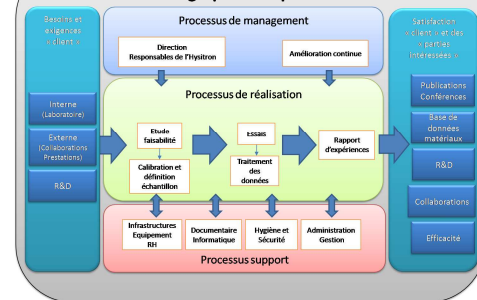 Besoins et
exigences
« client »
Interne
(Laboratoire)
Externe
(Collaborations
Prestations)
R&D
Processus de management
Direction
Responsables de l'Hysitron
Amélioration continue
Processus de réalisation
Etude
faisabilité
Calibration et
définition
échantillon
Essais
Traitement
des
données
Rapport
d'expériences
Infrastructures
Equipement
RH
Documentaire
Informatique
Hygiène et
Sécurité
Administration
Gestion
Processus support
Satisfaction
« client » et des
« parties
intéressées »
Publications
Conférences
Base de
données
matériaux
R&D
Collaborations
Efficacité